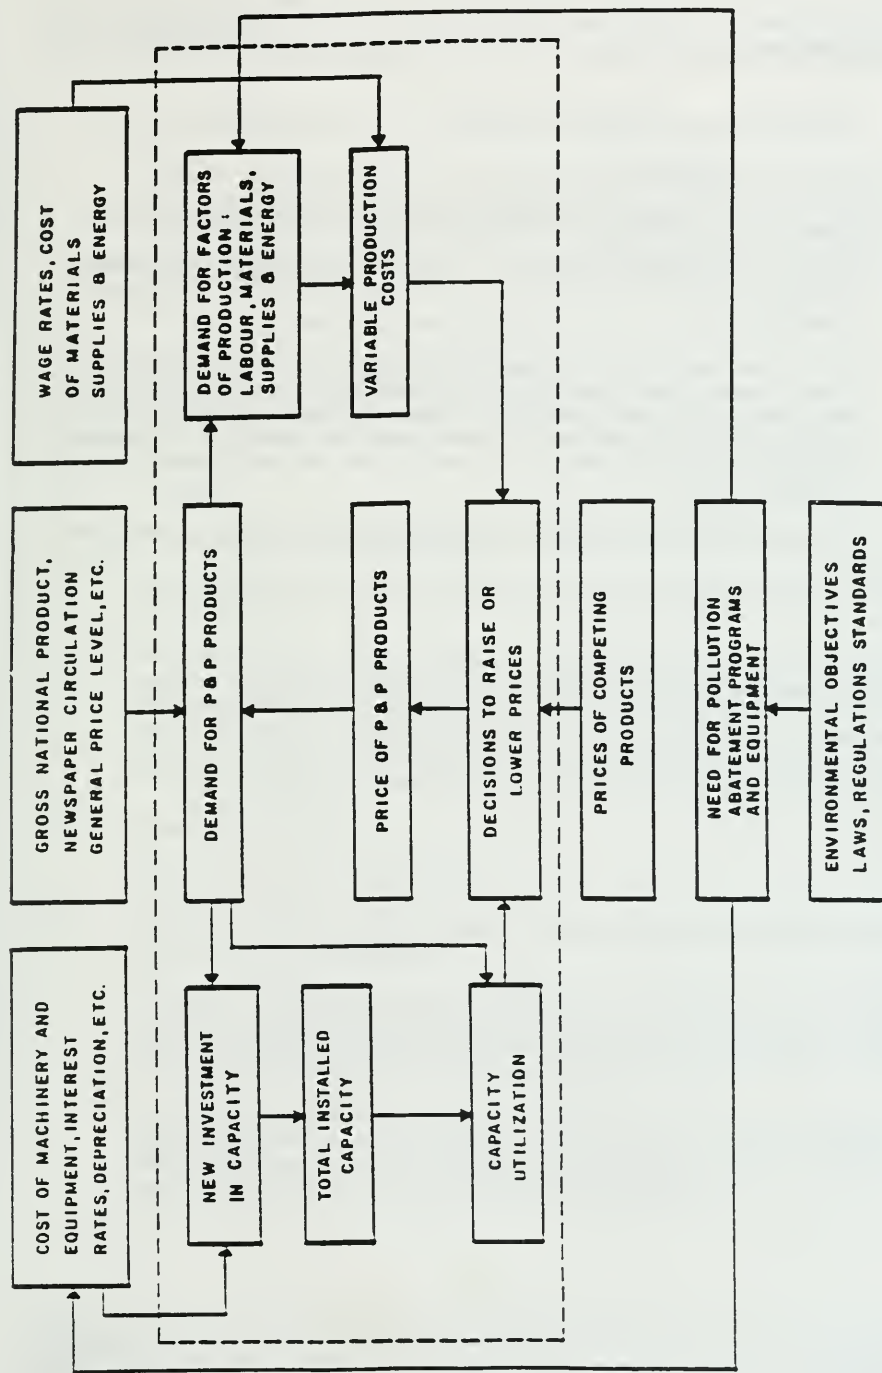 COST OF MACHINERY AND
EQUIPMENT, INTEREST
RATES, DEPRECIATION, ETC.
GROSS NATIONAL PRODUCT,
NEWSPAPER CIRCULATION
GENERAL PRICE LEVEL, ETC.
WAGE RATES, COST
OF MATERIALS
SUPPLIES & ENERGY
NEW INVESTMENT
IN CAPACITY
DEMAND FOR P&P PRODUCTS
DEMAND FOR FACTORS
OF PRODUCTION:
LABOUR, MATERIALS,
SUPPLIES & ENERGY
TOTAL INSTALLED
CAPACITY
PRICE OF P&P PRODUCTS
VARIABLE PRODUCTION
COSTS
CAPACITY
UTILIZATION
DECISIONS TO RAISE OR
LOWER PRICES
PRICES OF COMPETING
PRODUCTS
NEED FOR POLLUTION
ABATEMENT PROGRAMS
AND EQUIPMENT
ENVIRONMENTAL OBJECTIVES
LAWS, REGULATIONS STANDARDS